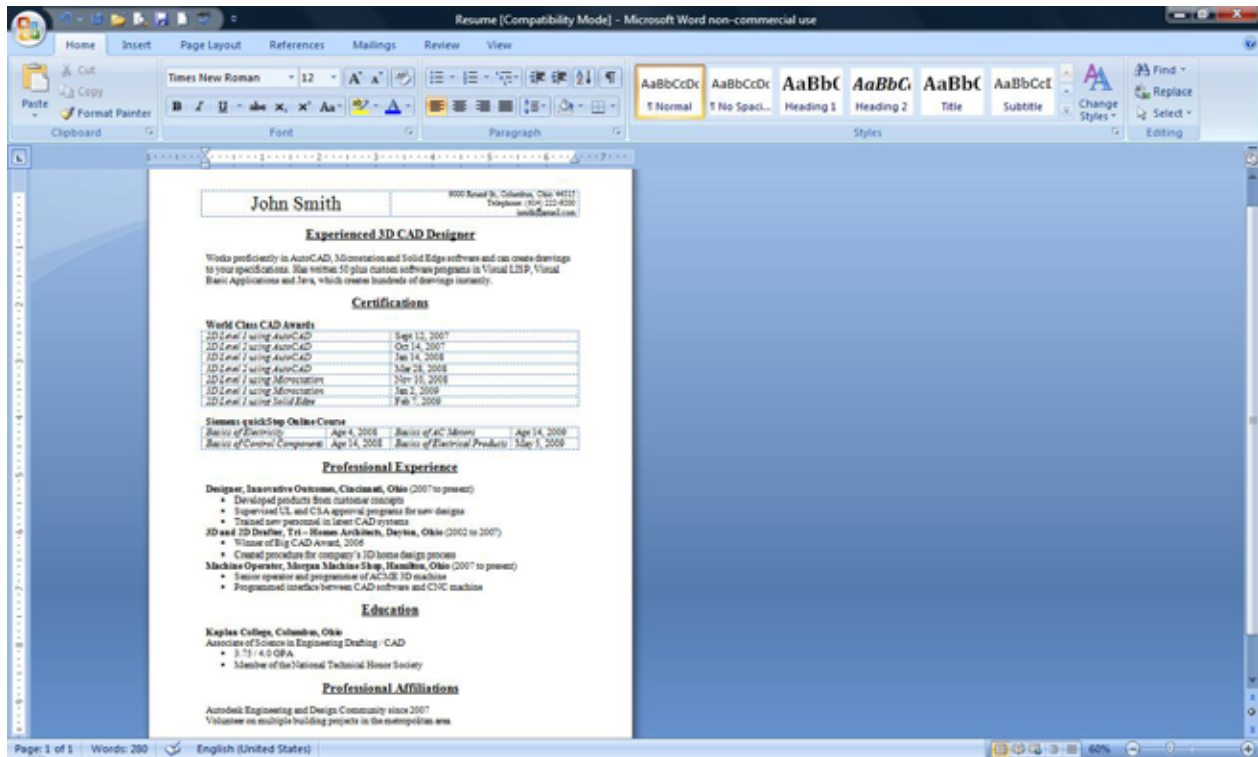 Resume [Compatibility Mode] - Microsoft Word non-commercial use
Home Insert Page Layout References Mailings Review View
Paste
Cut
Copy
Format Painter
Clipboard
Times New Roman 12
Font
Paragraph
AaBbCcDc AaBbCcDc AaBbC AaBbC AaBbC AaBbCcI
¶ Normal ¶ No Spaci... Heading 1 Heading 2 Title Subtitle
Change Styles
Styles
Find
Replace
Select
Editing
John Smith
Columbus, Ohio
Telephone
Experienced 3D CAD Designer
Works proficiently in AutoCAD, Microstation and Solid Edge software and can create drawings
to your specifications. Has written 50 plus custom software programs in Visual LISP, Visual
Basic Applications and Java, which creates hundreds of drawings instantly.
Certifications
World Class CAD Awards
2D Level 1 using AutoCAD Sept 12, 2007
2D Level 2 using AutoCAD Oct 14, 2007
3D Level 1 using AutoCAD Jan 14, 2008
3D Level 2 using AutoCAD Mar 28, 2008
2D Level 1 using Microstation Nov 10, 2008
3D Level 1 using Microstation Jan 2, 2009
3D Level 1 using Solid Edge Feb 7, 2009
Siemens quickStep Online Course
Basics of Electricity Apr 4, 2008 Basics of AC Motors Apr 14, 2009
Basics of Control Components Apr 14, 2008 Basics of Electrical Products May 5, 2009
Professional Experience
Designer, Innovative Outcomes, Cincinnati, Ohio (2007 to present)
• Developed products from customer concepts
• Supervised UL and CSA approval programs for new designs
• Trained new personnel in latest CAD systems
3D and 2D Drafter, Tri – Homes Architects, Dayton, Ohio (2002 to 2007)
• Winner of Big CAD Award, 2006
• Created procedure for company's 3D home design process
Machine Operator, Morgan Machine Shop, Hamilton, Ohio (2007 to present)
• Senior operator and programmer of ACME 3D machine
• Programmed interface between CAD software and CNC machine
Education
Kaplan College, Columbus, Ohio
Associate of Science in Engineering Drafting / CAD
• 3.75 / 4.0 GPA
• Member of the National Technical Honor Society
Professional Affiliations
Autodesk Engineering and Design Community since 2007
Volunteer on multiple building projects in the metropolitan area
Page: 1 of 1 Words: 280 English (United States) 60%